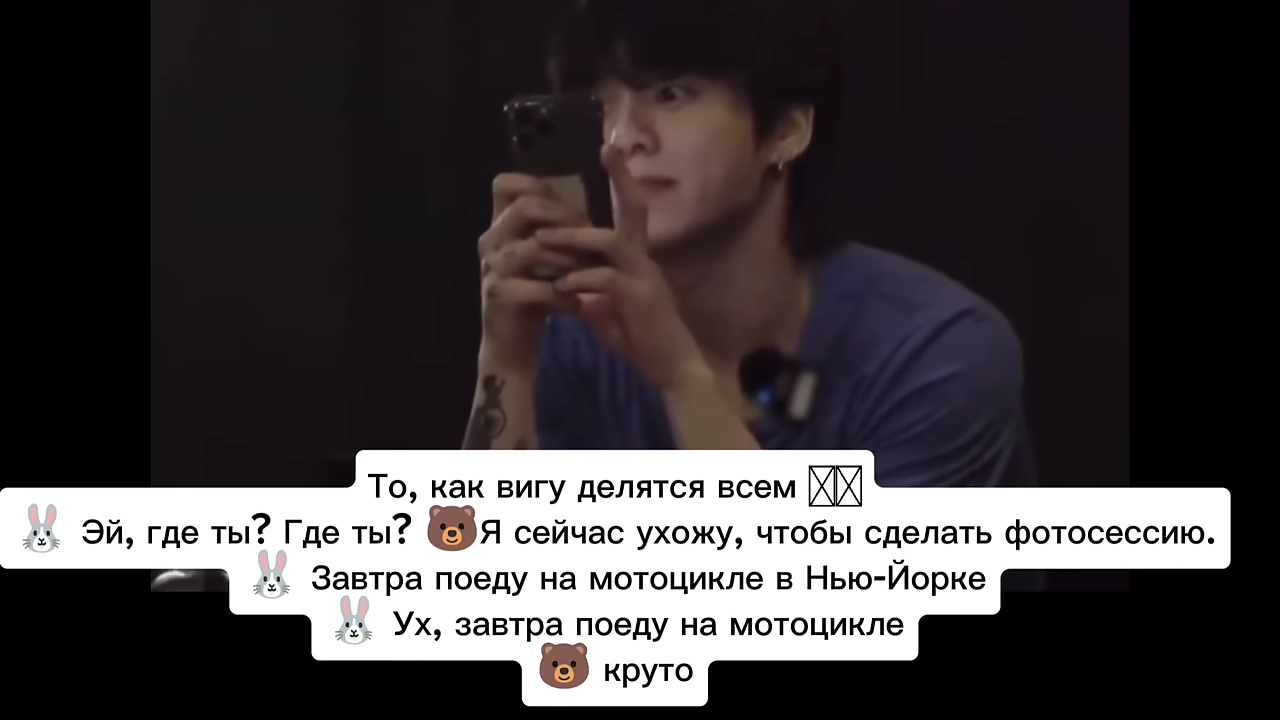 То, как вигу делятся всем
🐰 Эй, где ты? Где ты? 🐻Я сейчас ухожу, чтобы сделать фотосессию.
🐰 Завтра поеду на мотоцикле в Нью-Йорке
🐰 Ух, завтра поеду на мотоцикле
🐻 круто